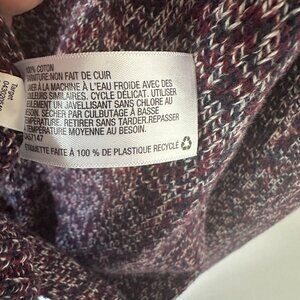 100% COTON
CEINTURE NON FAIT DE CUIR
LAVER À LA MACHINE À L'EAU FROIDE AVEC DES
COULEURS SIMILAIRES. CYCLE DÉLICAT. UTILISER
SEULEMENT UN JAVELLISANT SANS CHLORE AU
BESOIN. SÉCHER PAR CULBUTAGE À BASSE
TEMPÉRATURE. RETIRER SANS TARDER. REPASSER
À TEMPÉRATURE MOYENNE AU BESOIN.
ÉTIQUETTE FAITE À 100 % DE PLASTIQUE RECYCLÉ
Target